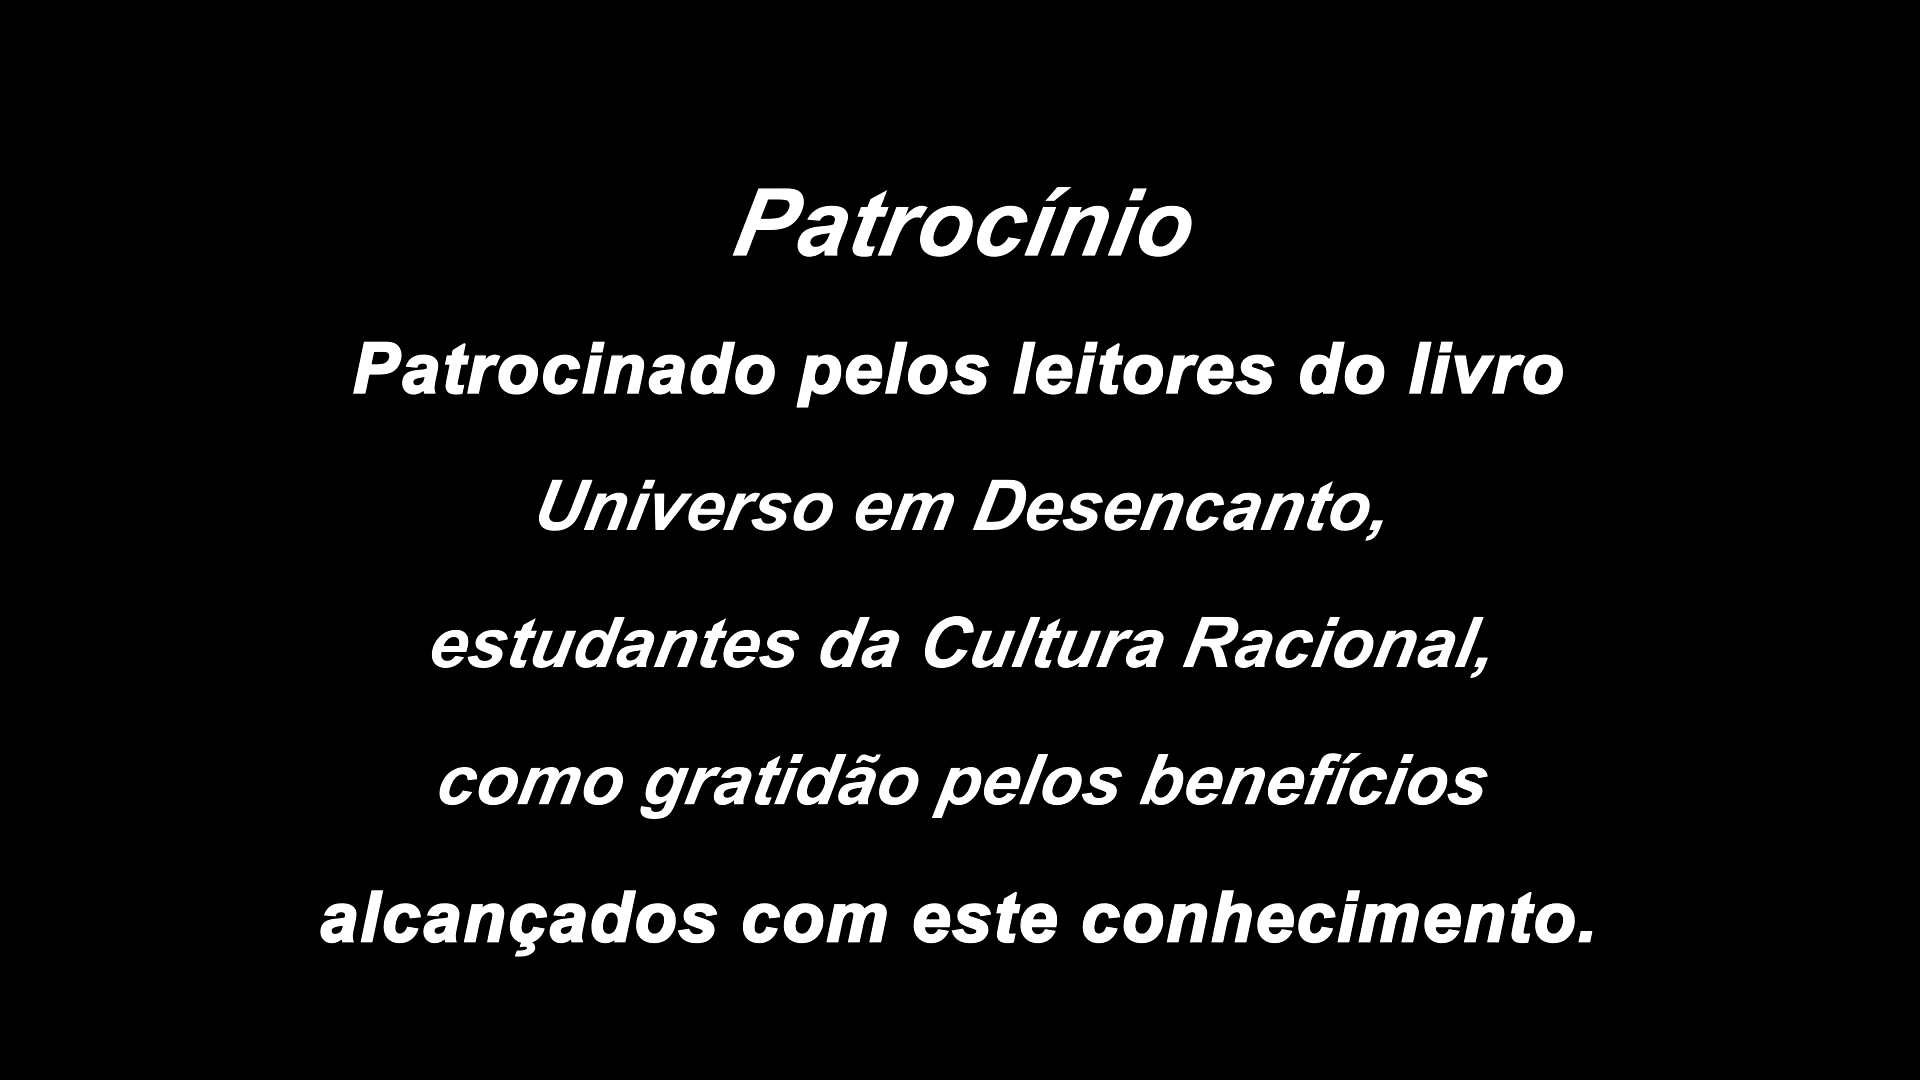 Patrocínio
Patrocinado pelos leitores do livro
Universo em Desencanto,
estudantes da Cultura Racional,
como gratidão pelos benefícios
alcançados com este conhecimento.